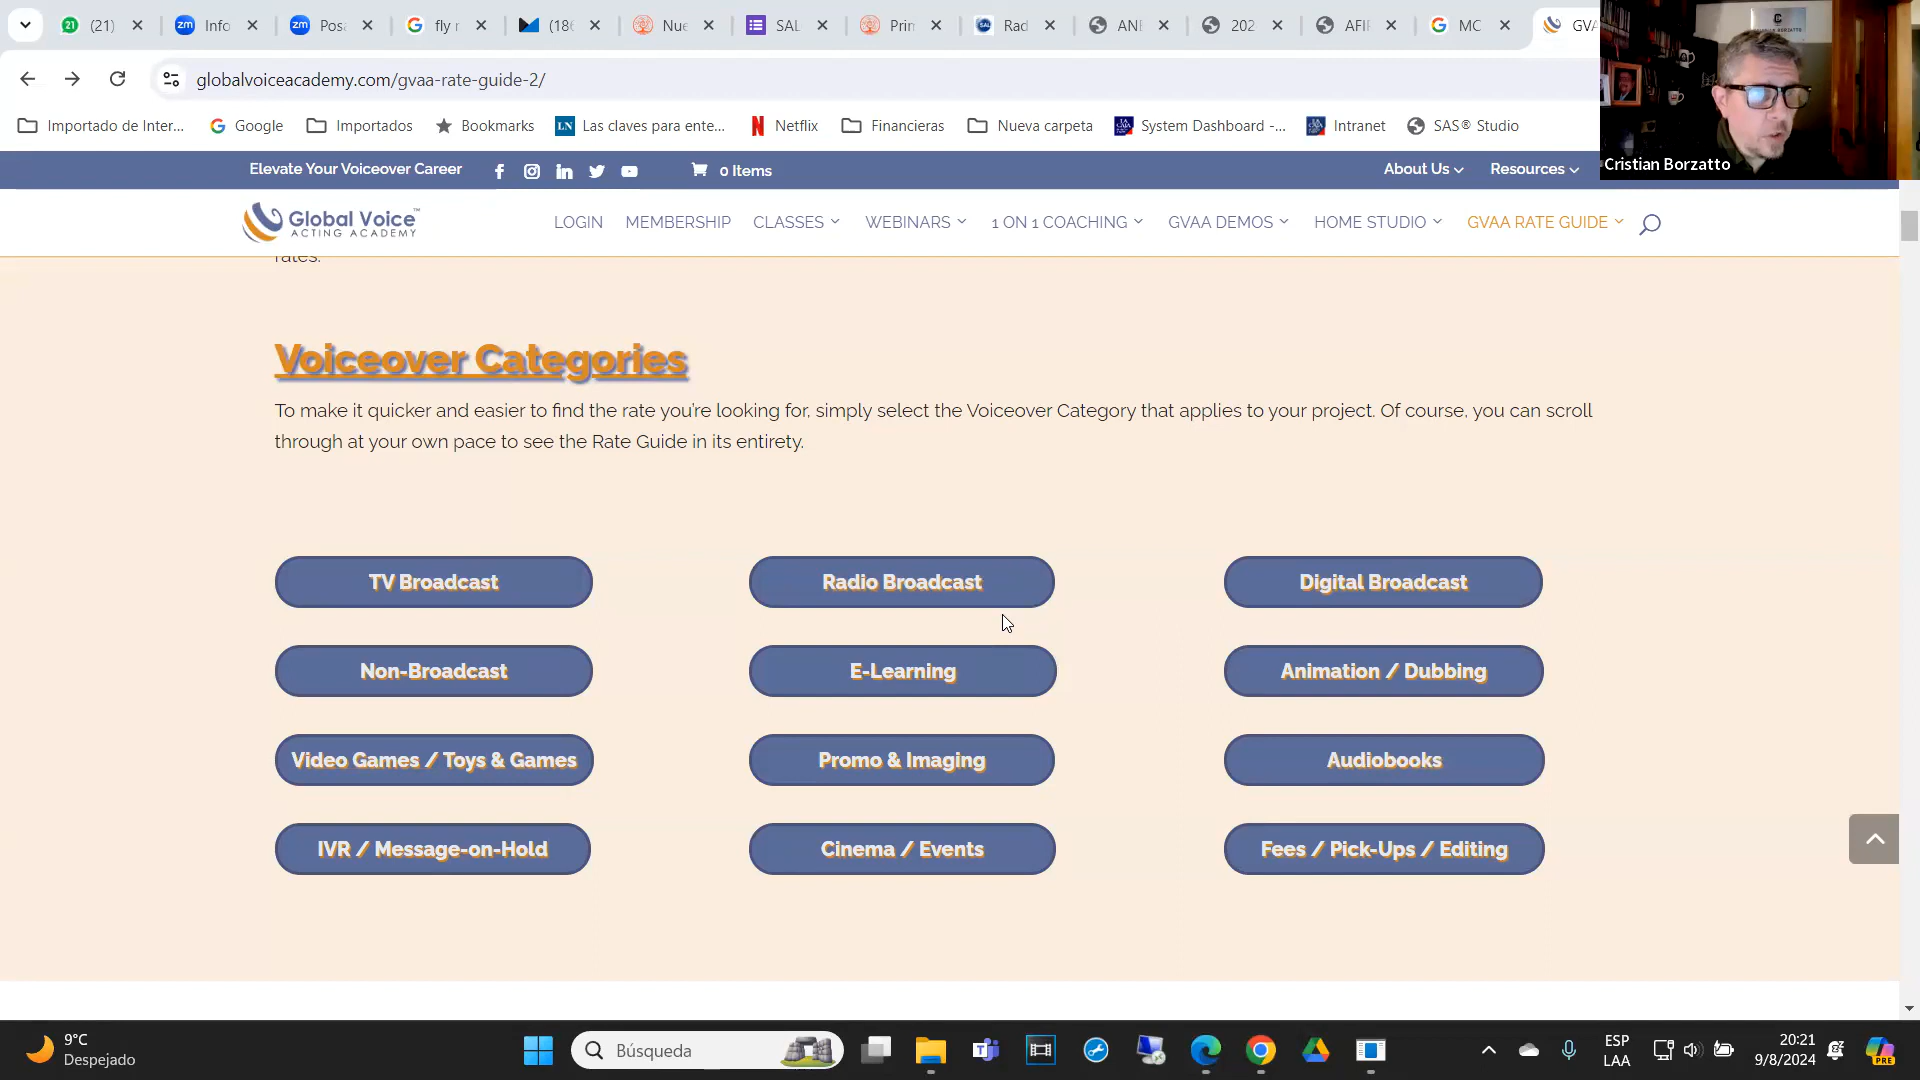 (21)
Info
Posa
fly r
(186
Nue
SAL
Prin
Rad
ANE
202
AFIP
MC
GVA
globalvoiceacademy.com/gvaa-rate-guide-2/
Importado de Inter...
Google
Importados
Bookmarks
Las claves para ente...
Netflix
Financieras
Nueva carpeta
System Dashboard -...
Intranet
SAS® Studio
Cristian Borzatto
Elevate Your Voiceover Career
0 Items
About Us
Resources
Global Voice™
ACTING ACADEMY
LOGIN
MEMBERSHIP
CLASSES
WEBINARS
1 ON 1 COACHING
GVAA DEMOS
HOME STUDIO
GVAA RATE GUIDE
rates.
Voiceover Categories
To make it quicker and easier to find the rate you're looking for, simply select the Voiceover Category that applies to your project. Of course, you can scroll
through at your own pace to see the Rate Guide in its entirety.
TV Broadcast
Radio Broadcast
Digital Broadcast
Non-Broadcast
E-Learning
Animation / Dubbing
Video Games / Toys & Games
Promo & Imaging
Audiobooks
IVR / Message-on-Hold
Cinema / Events
Fees / Pick-Ups / Editing
9°C
Despejado
Búsqueda
ESP
LAA
20:21
9/8/2024
PRE